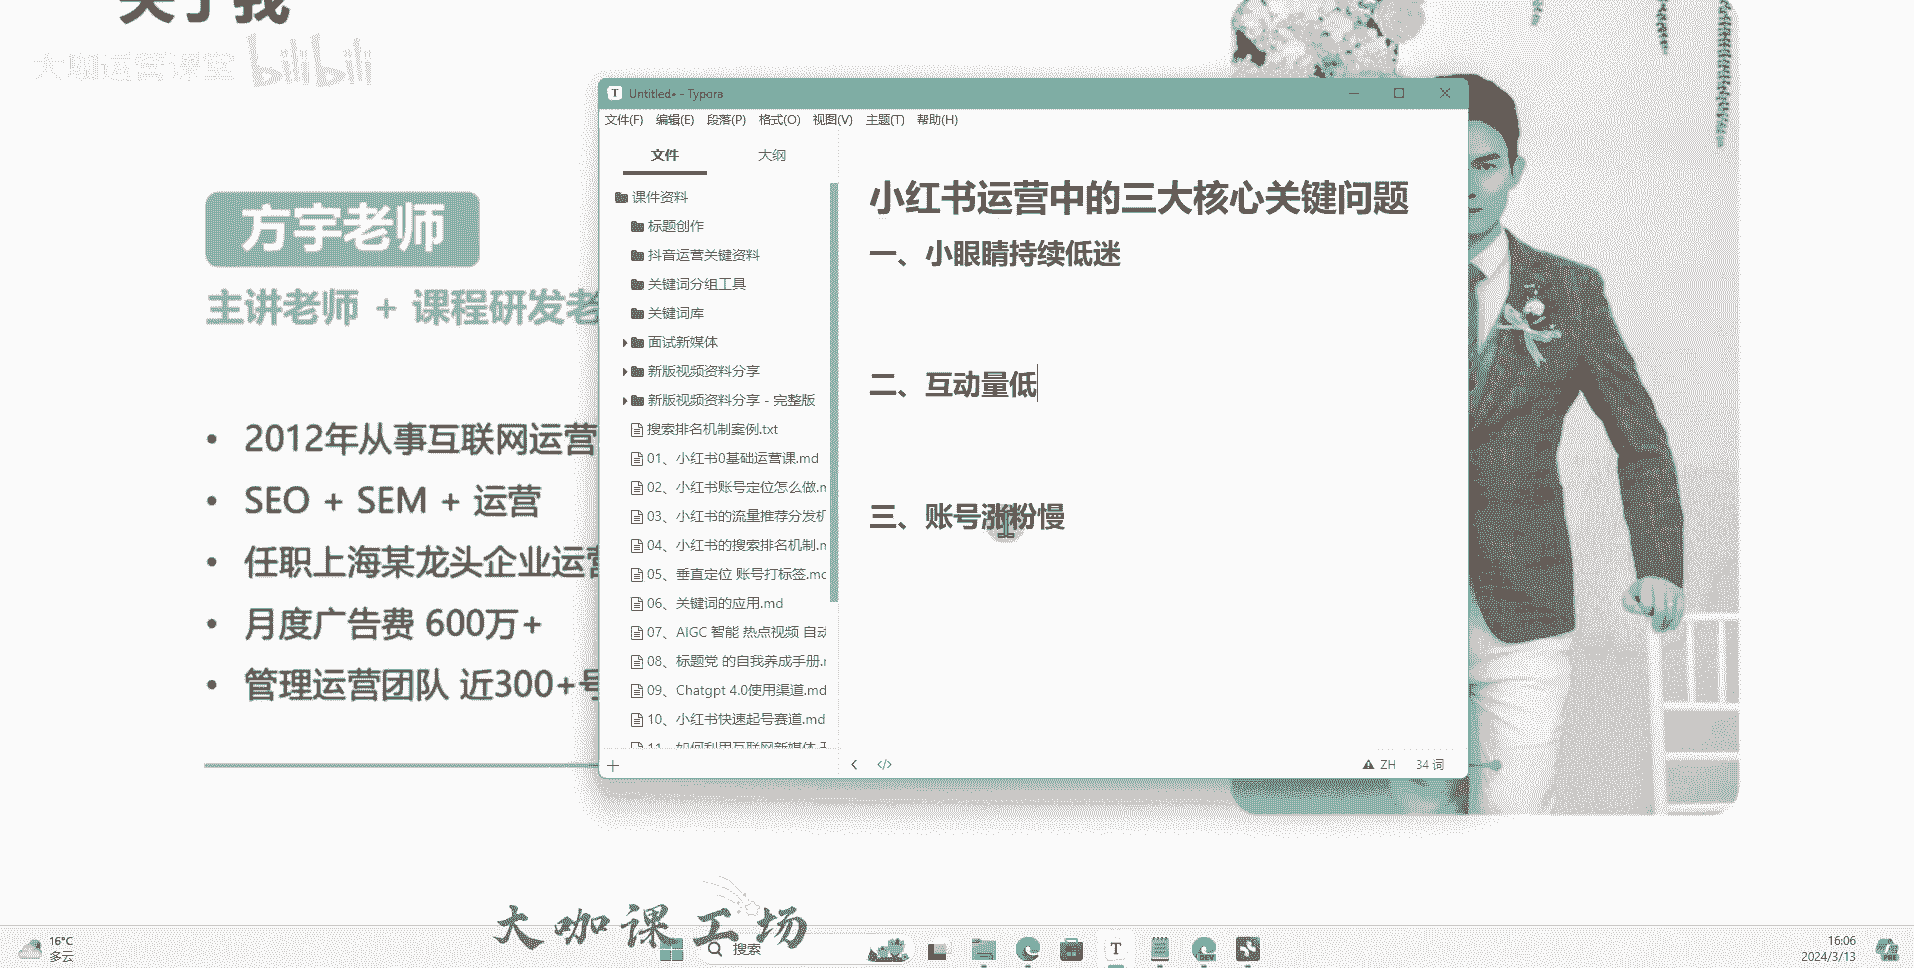 关于我
大咖运营课堂 bilibili
方宇老师
主讲老师 + 课程研发老
2012年从事互联网运营
SEO + SEM + 运营
任职上海某龙头企业运营
月度广告费 600万+
管理运营团队 近300+号
Untitled• - Typora
文件(F) 编辑(E) 段落(P) 格式(O) 视图(V) 主题(T) 帮助(H)
文件 大纲
课件资料
标题创作
抖音运营关键资料
关键词分组工具
关键词库
面试新媒体
新版视频资料分享
新版视频资料分享 - 完整版
搜索排名机制案例.txt
01、小红书0基础运营课.md
02、小红书账号定位怎么做.m
03、小红书的流量推荐分发机
04、小红书的搜索排名机制.m
05、垂直定位 账号打标签.md
06、关键词的应用.md
07、AIGC 智能 热点视频 自动
08、标题党 的自我养成手册.m
09、Chatgpt 4.0使用渠道.md
10、小红书快速起号赛道.md
11、如何利用互联网新媒体
小红书运营中的三大核心关键问题
一、小眼睛持续低迷
二、互动量低
三、账号涨粉慢
ZH 34 词
大咖课工场
16°C
多云
搜索
16:06
2024/3/13